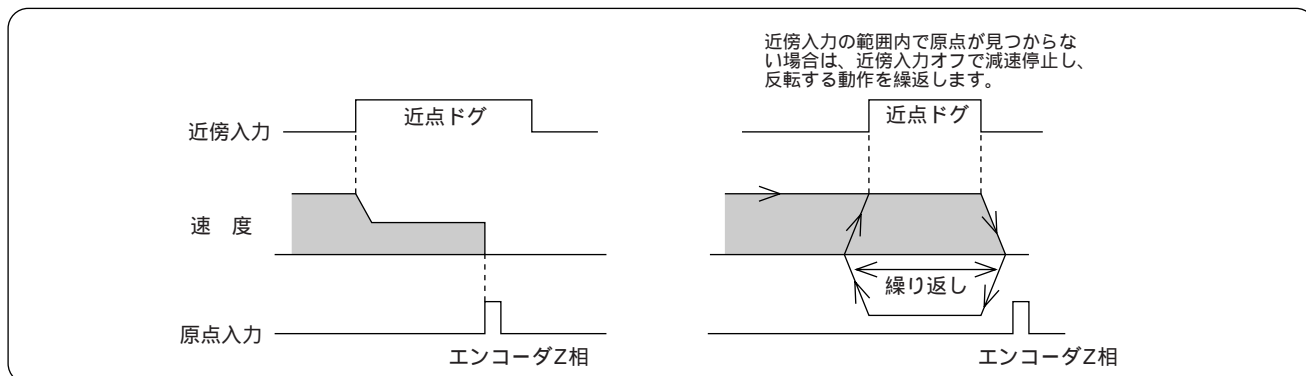 近傍入力の範囲内で原点が見つからな
い場合は、近傍入力オフで減速停止し、
反転する動作を繰返します。
近傍入力
近点ドグ
近点ドグ
速 度
繰り返し
原点入力
エンコーダZ相
エンコーダZ相